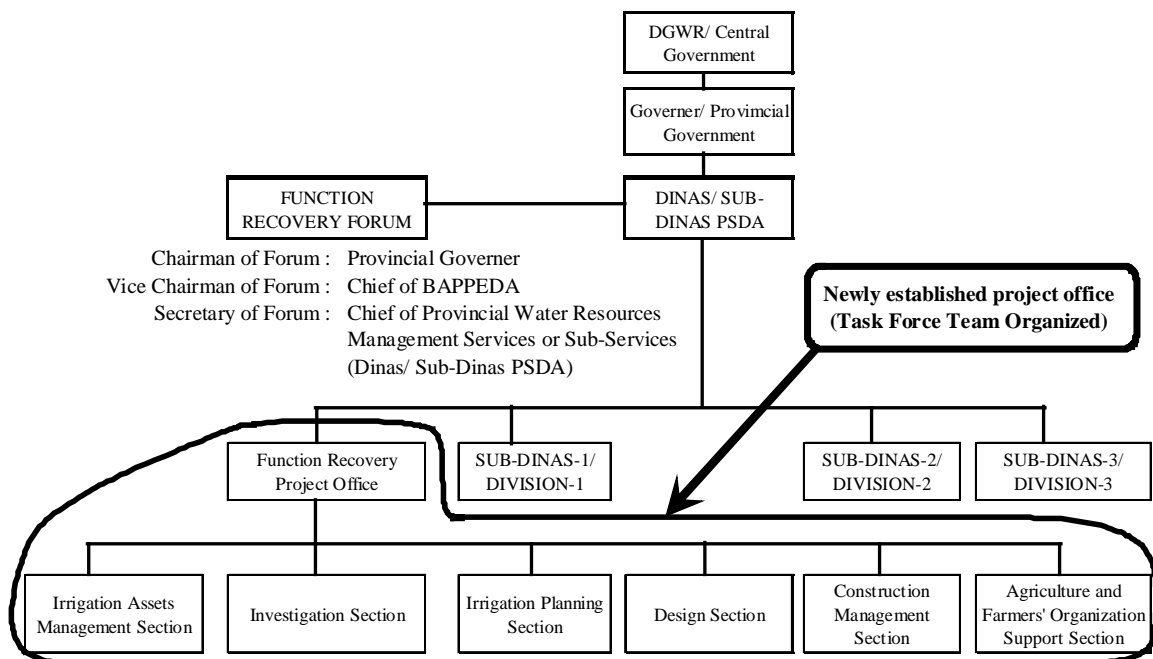 DGWR/ Central
Government
Governer/ Provimcial
Government
FUNCTION
RECOVERY FORUM
DINAS/ SUB-
DINAS PSDA
Chairman of Forum : Provincial Governer
Vice Chairman of Forum : Chief of BAPPEDA
Secretary of Forum : Chief of Provincial Water Resources
Management Services or Sub-Services
(Dinas/ Sub-Dinas PSDA)
Newly established project office
(Task Force Team Organized)
Function Recovery
Project Office
SUB-DINAS-1/
DIVISION-1
SUB-DINAS-2/
DIVISION-2
SUB-DINAS-3/
DIVISION-3
Irrigation Assets
Management Section
Investigation Section
Irrigation Planning
Section
Design Section
Construction
Management
Section
Agriculture and
Farmers' Organization
Support Section